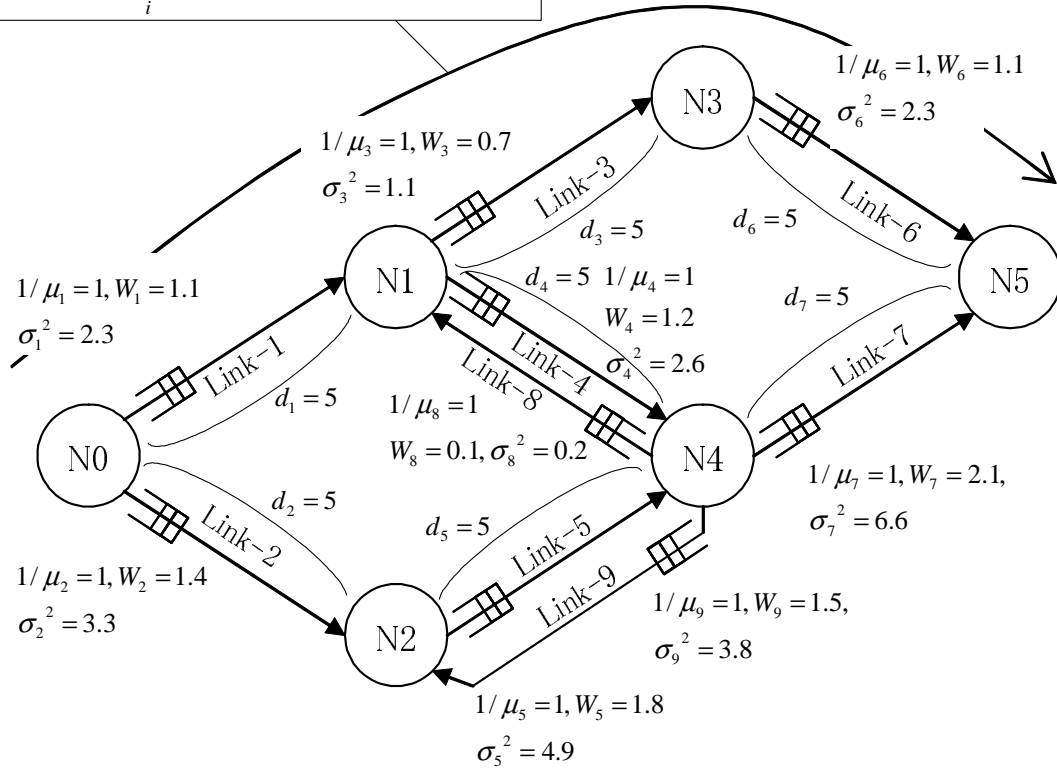 i
1/μ₆ = 1, W₆ = 1.1
σ₆² = 2.3
N3
1/μ₃ = 1, W₃ = 0.7
σ₃² = 1.1
Link-3
Link-6
d₃ = 5
d₆ = 5
N1
d₄ = 5
1/μ₄ = 1
W₄ = 1.2
σ₄² = 2.6
N5
d₇ = 5
1/μ₁ = 1, W₁ = 1.1
σ₁² = 2.3
Link-1
Link-4
Link-8
Link-7
d₁ = 5
1/μ₈ = 1
W₈ = 0.1, σ₈² = 0.2
N0
N4
d₂ = 5
d₅ = 5
1/μ₇ = 1, W₇ = 2.1,
σ₇² = 6.6
Link-2
Link-5
Link-9
1/μ₂ = 1, W₂ = 1.4
σ₂² = 3.3
N2
1/μ₉ = 1, W₉ = 1.5,
σ₉² = 3.8
1/μ₅ = 1, W₅ = 1.8
σ₅² = 4.9